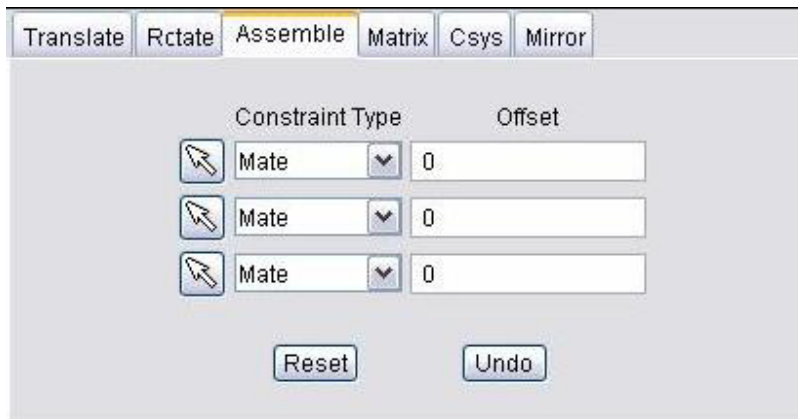 Translate Rctate Assemble Matrix Csys Mirror
Constraint Type Offset
Mate 0
Mate 0
Mate 0
Reset Undo